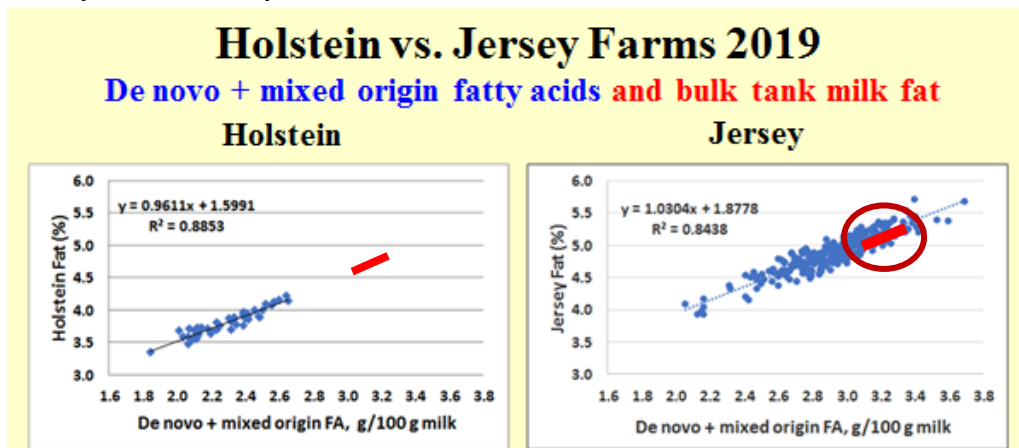 Holstein vs. Jersey Farms 2019
De novo + mixed origin fatty acids and bulk tank milk fat
Holstein
Jersey
Holstein Fat (%)
6.0
5.5
5.0
4.5
4.0
3.5
3.0
y = 0.9611x + 1.5991
R² = 0.8853
1.6 1.8 2.0 2.2 2.4 2.6 2.8 3.0 3.2 3.4 3.6 3.8
De novo + mixed origin FA, g/100 g milk
Jersey Fat (%)
6.0
5.5
5.0
4.5
4.0
3.5
3.0
y = 1.0304x + 1.8778
R² = 0.8438
1.6 1.8 2.0 2.2 2.4 2.6 2.8 3.0 3.2 3.4 3.6 3.8
De novo + mixed origin FA, g/100 g milk